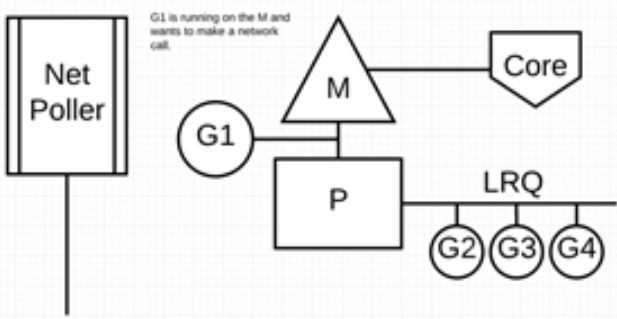 G1 is running on the M and
wants to make a network
call.
Net
Poller
M
Core
G1
P
LRQ
G2
G3
G4